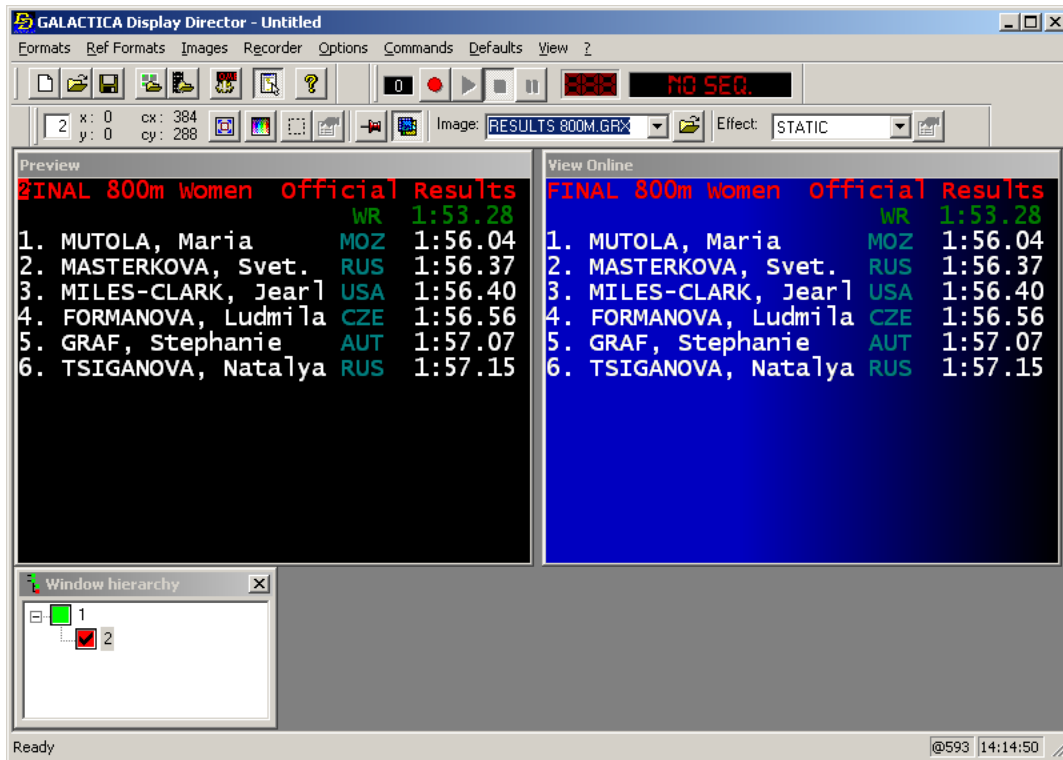 GALACTICA Display Director - Untitled
Formats Ref Formats Images Recorder Options Commands Defaults View ?
0 NO SEQ.
2 x: 0 cx: 384 Image: RESULTS 800M.GRX Effect: STATIC
y: 0 cy: 288
Preview
2INAL 800m Women Official Results
WR 1:53.28
1. MUTOLA, Maria MOZ 1:56.04
2. MASTERKOVA, Svet. RUS 1:56.37
3. MILES-CLARK, Jearl USA 1:56.40
4. FORMANOVA, Ludmila CZE 1:56.56
5. GRAF, Stephanie AUT 1:57.07
6. TSIGANOVA, Natalya RUS 1:57.15
View Online
FINAL 800m Women Official Results
WR 1:53.28
1. MUTOLA, Maria MOZ 1:56.04
2. MASTERKOVA, Svet. RUS 1:56.37
3. MILES-CLARK, Jearl USA 1:56.40
4. FORMANOVA, Ludmila CZE 1:56.56
5. GRAF, Stephanie AUT 1:57.07
6. TSIGANOVA, Natalya RUS 1:57.15
Window hierarchy
1
2
Ready @593 14:14:50